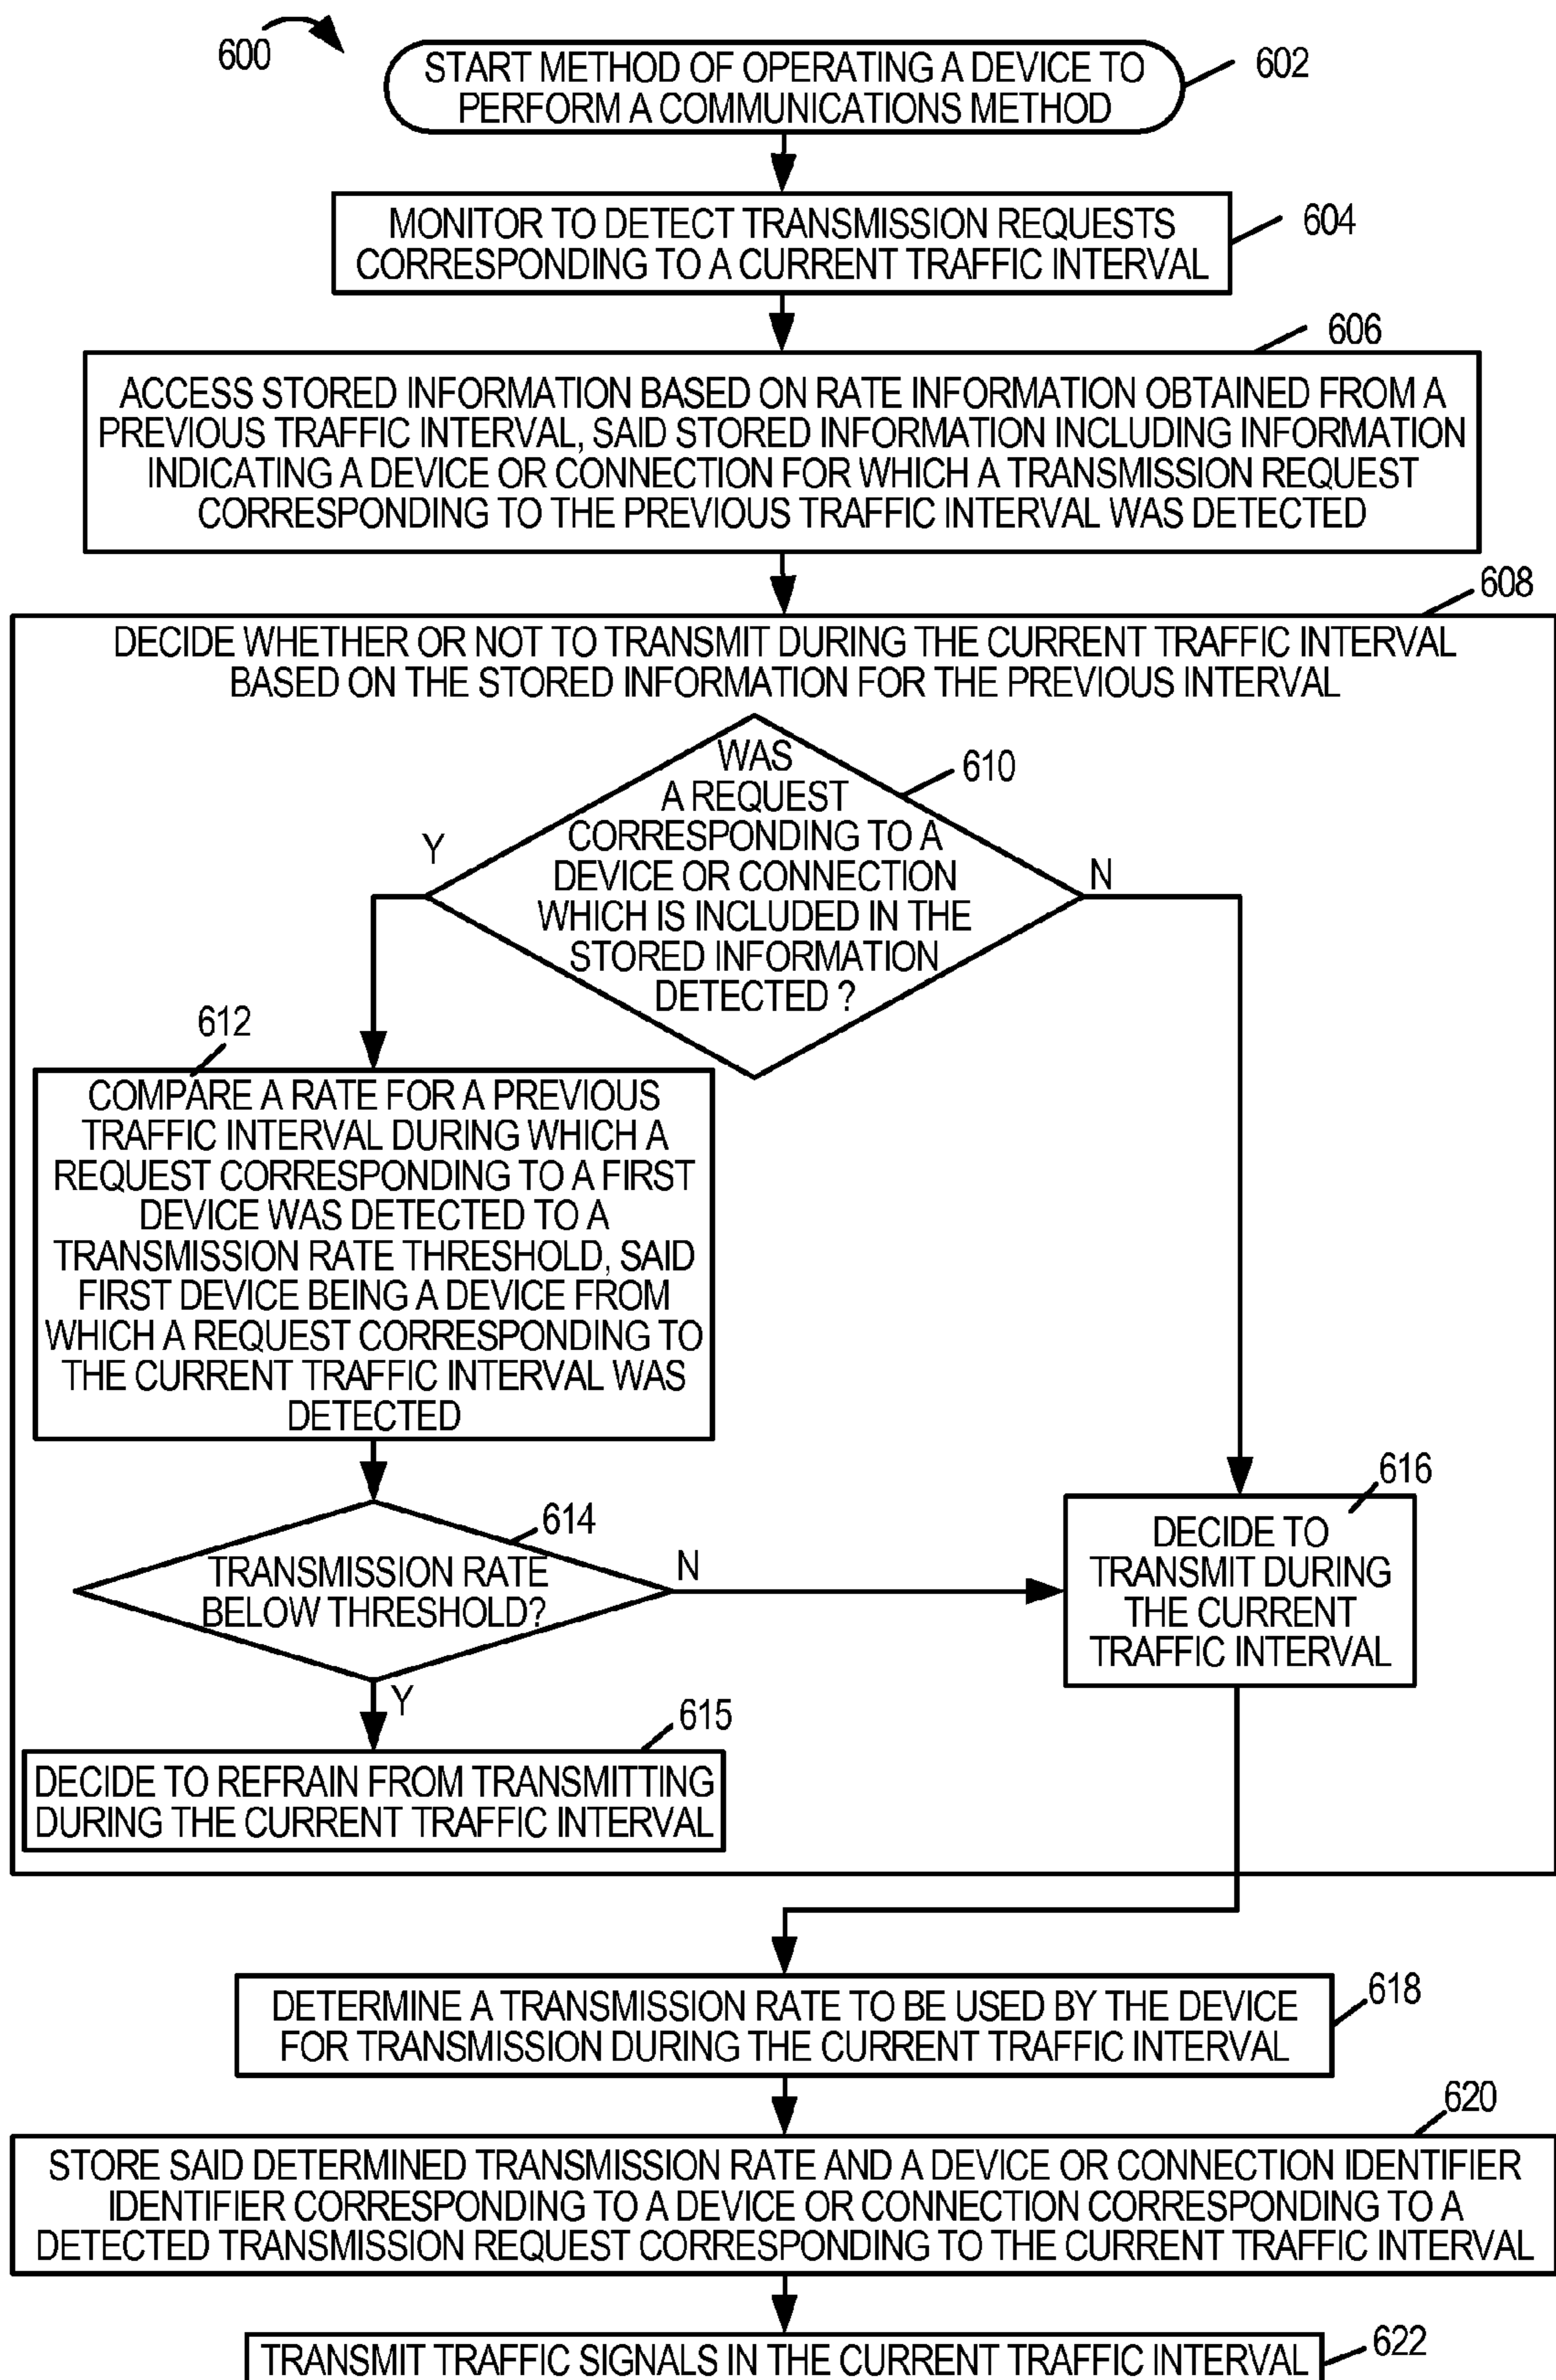 600
START METHOD OF OPERATING A DEVICE TO
PERFORM A COMMUNICATIONS METHOD
602
MONITOR TO DETECT TRANSMISSION REQUESTS
CORRESPONDING TO A CURRENT TRAFFIC INTERVAL
604
606
ACCESS STORED INFORMATION BASED ON RATE INFORMATION OBTAINED FROM A
PREVIOUS TRAFFIC INTERVAL, SAID STORED INFORMATION INCLUDING INFORMATION
INDICATING A DEVICE OR CONNECTION FOR WHICH A TRANSMISSION REQUEST
CORRESPONDING TO THE PREVIOUS TRAFFIC INTERVAL WAS DETECTED
608
DECIDE WHETHER OR NOT TO TRANSMIT DURING THE CURRENT TRAFFIC INTERVAL
BASED ON THE STORED INFORMATION FOR THE PREVIOUS INTERVAL
WAS
A REQUEST
CORRESPONDING TO A
DEVICE OR CONNECTION
WHICH IS INCLUDED IN THE
STORED INFORMATION
DETECTED ?
610
Y
N
612
COMPARE A RATE FOR A PREVIOUS
TRAFFIC INTERVAL DURING WHICH A
REQUEST CORRESPONDING TO A FIRST
DEVICE WAS DETECTED TO A
TRANSMISSION RATE THRESHOLD, SAID
FIRST DEVICE BEING A DEVICE FROM
WHICH A REQUEST CORRESPONDING TO
THE CURRENT TRAFFIC INTERVAL WAS
DETECTED
614
TRANSMISSION RATE
BELOW THRESHOLD?
N
Y
616
DECIDE TO
TRANSMIT DURING
THE CURRENT
TRAFFIC INTERVAL
615
DECIDE TO REFRAIN FROM TRANSMITTING
DURING THE CURRENT TRAFFIC INTERVAL
DETERMINE A TRANSMISSION RATE TO BE USED BY THE DEVICE
FOR TRANSMISSION DURING THE CURRENT TRAFFIC INTERVAL
618
620
STORE SAID DETERMINED TRANSMISSION RATE AND A DEVICE OR CONNECTION IDENTIFIER
IDENTIFIER CORRESPONDING TO A DEVICE OR CONNECTION CORRESPONDING TO A
DETECTED TRANSMISSION REQUEST CORRESPONDING TO THE CURRENT TRAFFIC INTERVAL
TRANSMIT TRAFFIC SIGNALS IN THE CURRENT TRAFFIC INTERVAL
622